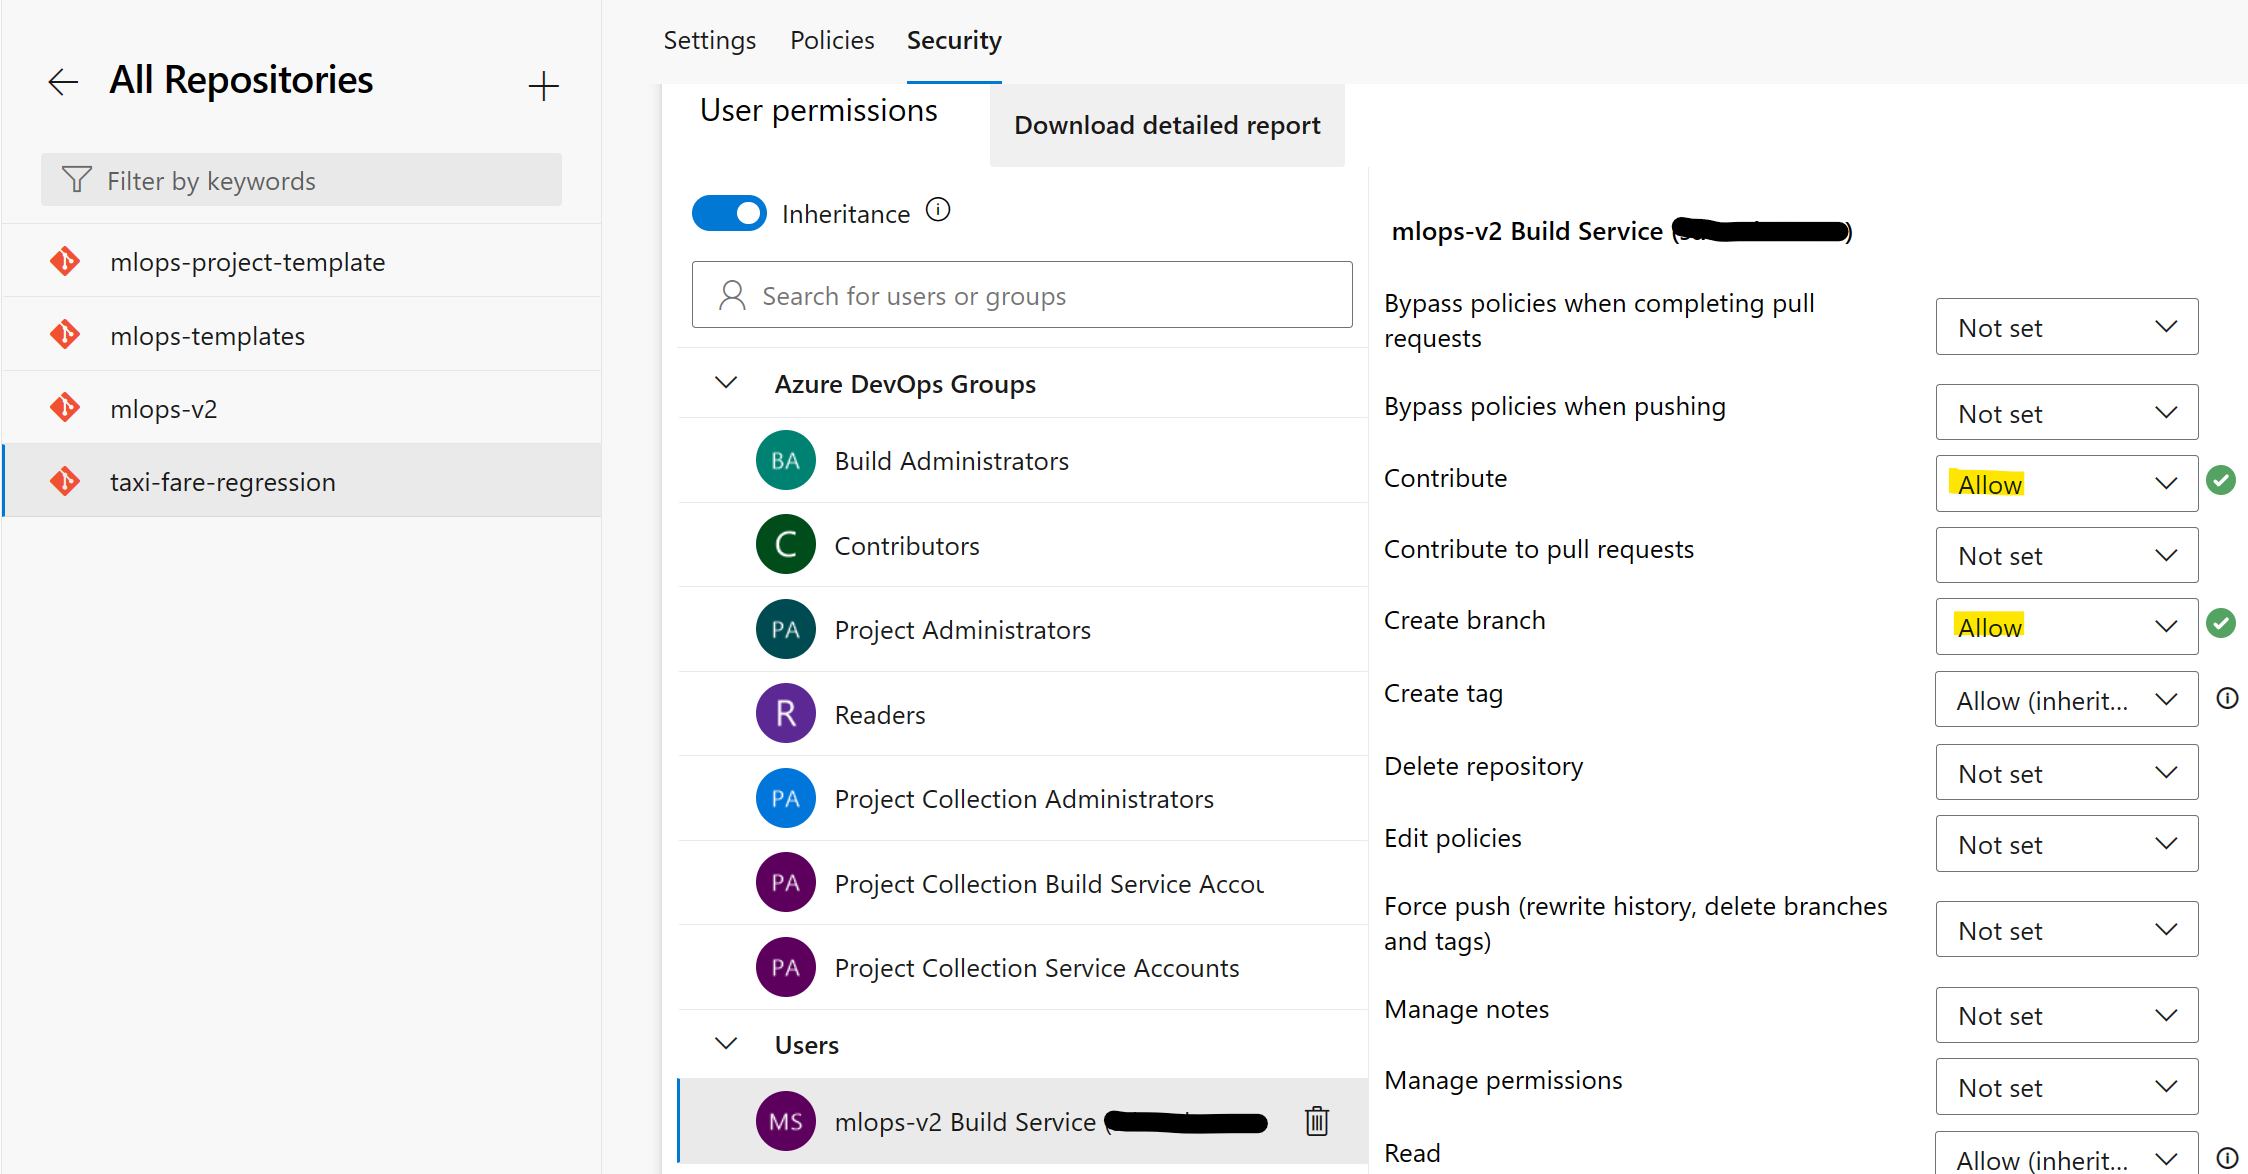 All Repositories
Filter by keywords
mlops-project-template
mlops-templates
mlops-v2
taxi-fare-regression
Settings
Policies
Security
User permissions
Download detailed report
Inheritance
Search for users or groups
Azure DevOps Groups
BA
Build Administrators
C
Contributors
PA
Project Administrators
R
Readers
PA
Project Collection Administrators
PA
Project Collection Build Service Accou
PA
Project Collection Service Accounts
Users
MS
mlops-v2 Build Service (
mlops-v2 Build Service ( )
Bypass policies when completing pull
requests
Not set
Bypass policies when pushing
Not set
Contribute
Allow
Contribute to pull requests
Not set
Create branch
Allow
Create tag
Allow (inherit...
Delete repository
Not set
Edit policies
Not set
Force push (rewrite history, delete branches
and tags)
Not set
Manage notes
Not set
Manage permissions
Not set
Read
Allow (inherit...